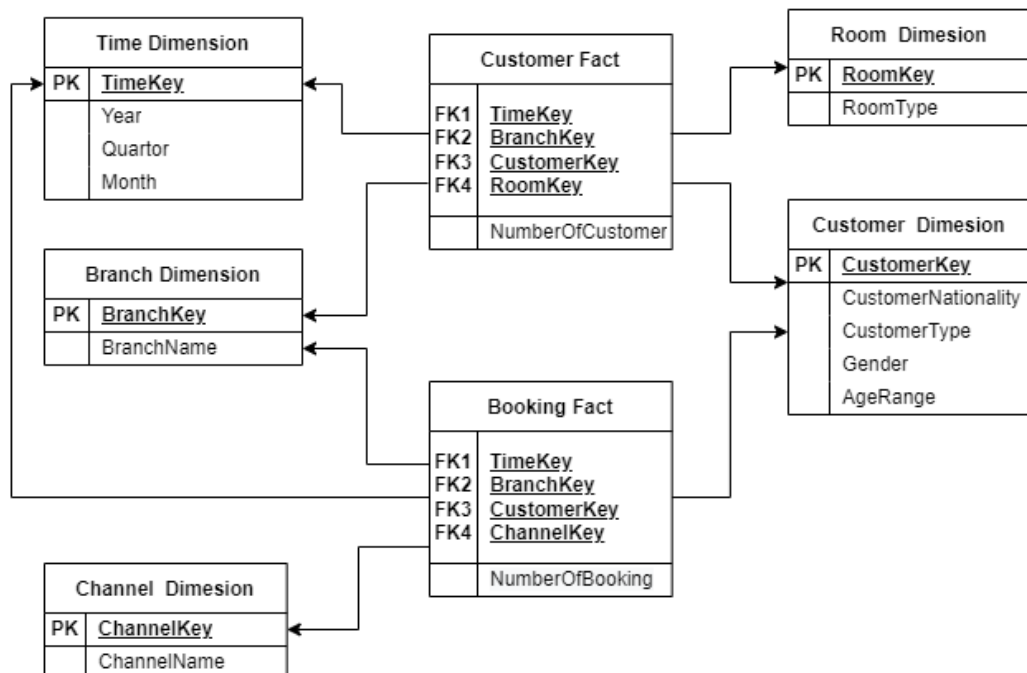 Time Dimension
PK TimeKey
Year
Quartor
Month
Customer Fact
FK1 TimeKey
FK2 BranchKey
FK3 CustomerKey
FK4 RoomKey
NumberOfCustomer
Room Dimesion
PK RoomKey
RoomType
Branch Dimension
PK BranchKey
BranchName
Customer Dimesion
PK CustomerKey
CustomerNationality
CustomerType
Gender
AgeRange
Booking Fact
FK1 TimeKey
FK2 BranchKey
FK3 CustomerKey
FK4 ChannelKey
NumberOfBooking
Channel Dimesion
PK ChannelKey
ChannelName